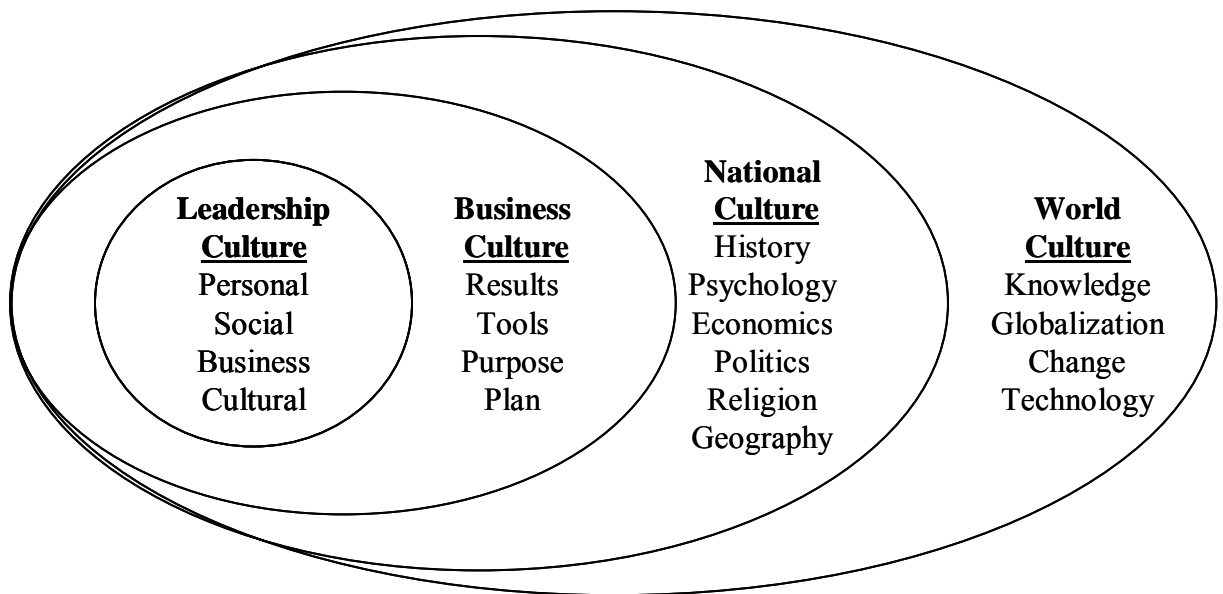 Leadership
Culture
Personal
Social
Business
Cultural
Business
Culture
Results
Tools
Purpose
Plan
National
Culture
History
Psychology
Economics
Politics
Religion
Geography
World
Culture
Knowledge
Globalization
Change
Technology